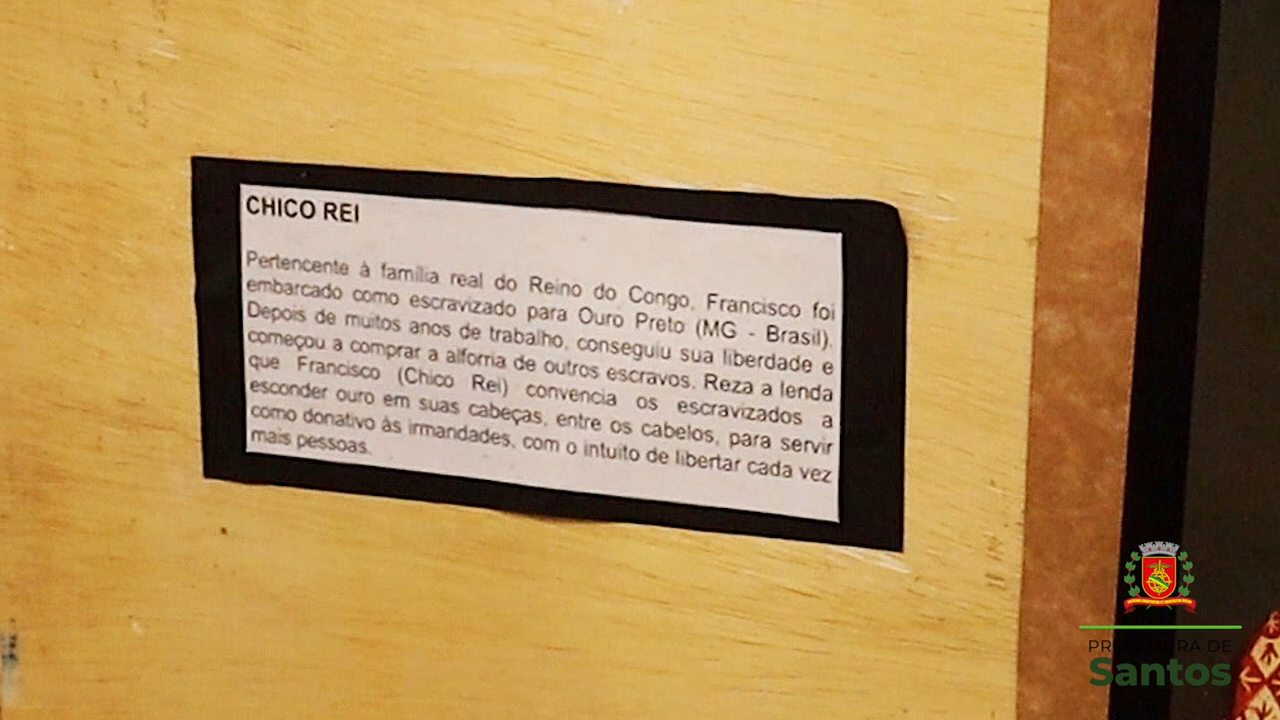 CHICO REI
Pertencente à família real do Reino do Congo, Francisco foi
embarcado como escravizado para Ouro Preto (MG - Brasil).
Depois de muitos anos de trabalho, conseguiu sua liberdade e
começou a comprar a alforria de outros escravos. Reza a lenda
que Francisco (Chico Rei) convencia os escravizados a
esconder ouro em suas cabeças, entre os cabelos, para servir
como donativo às irmandades, com o intuito de libertar cada vez
mais pessoas.
PREFEITURA DE
Santos